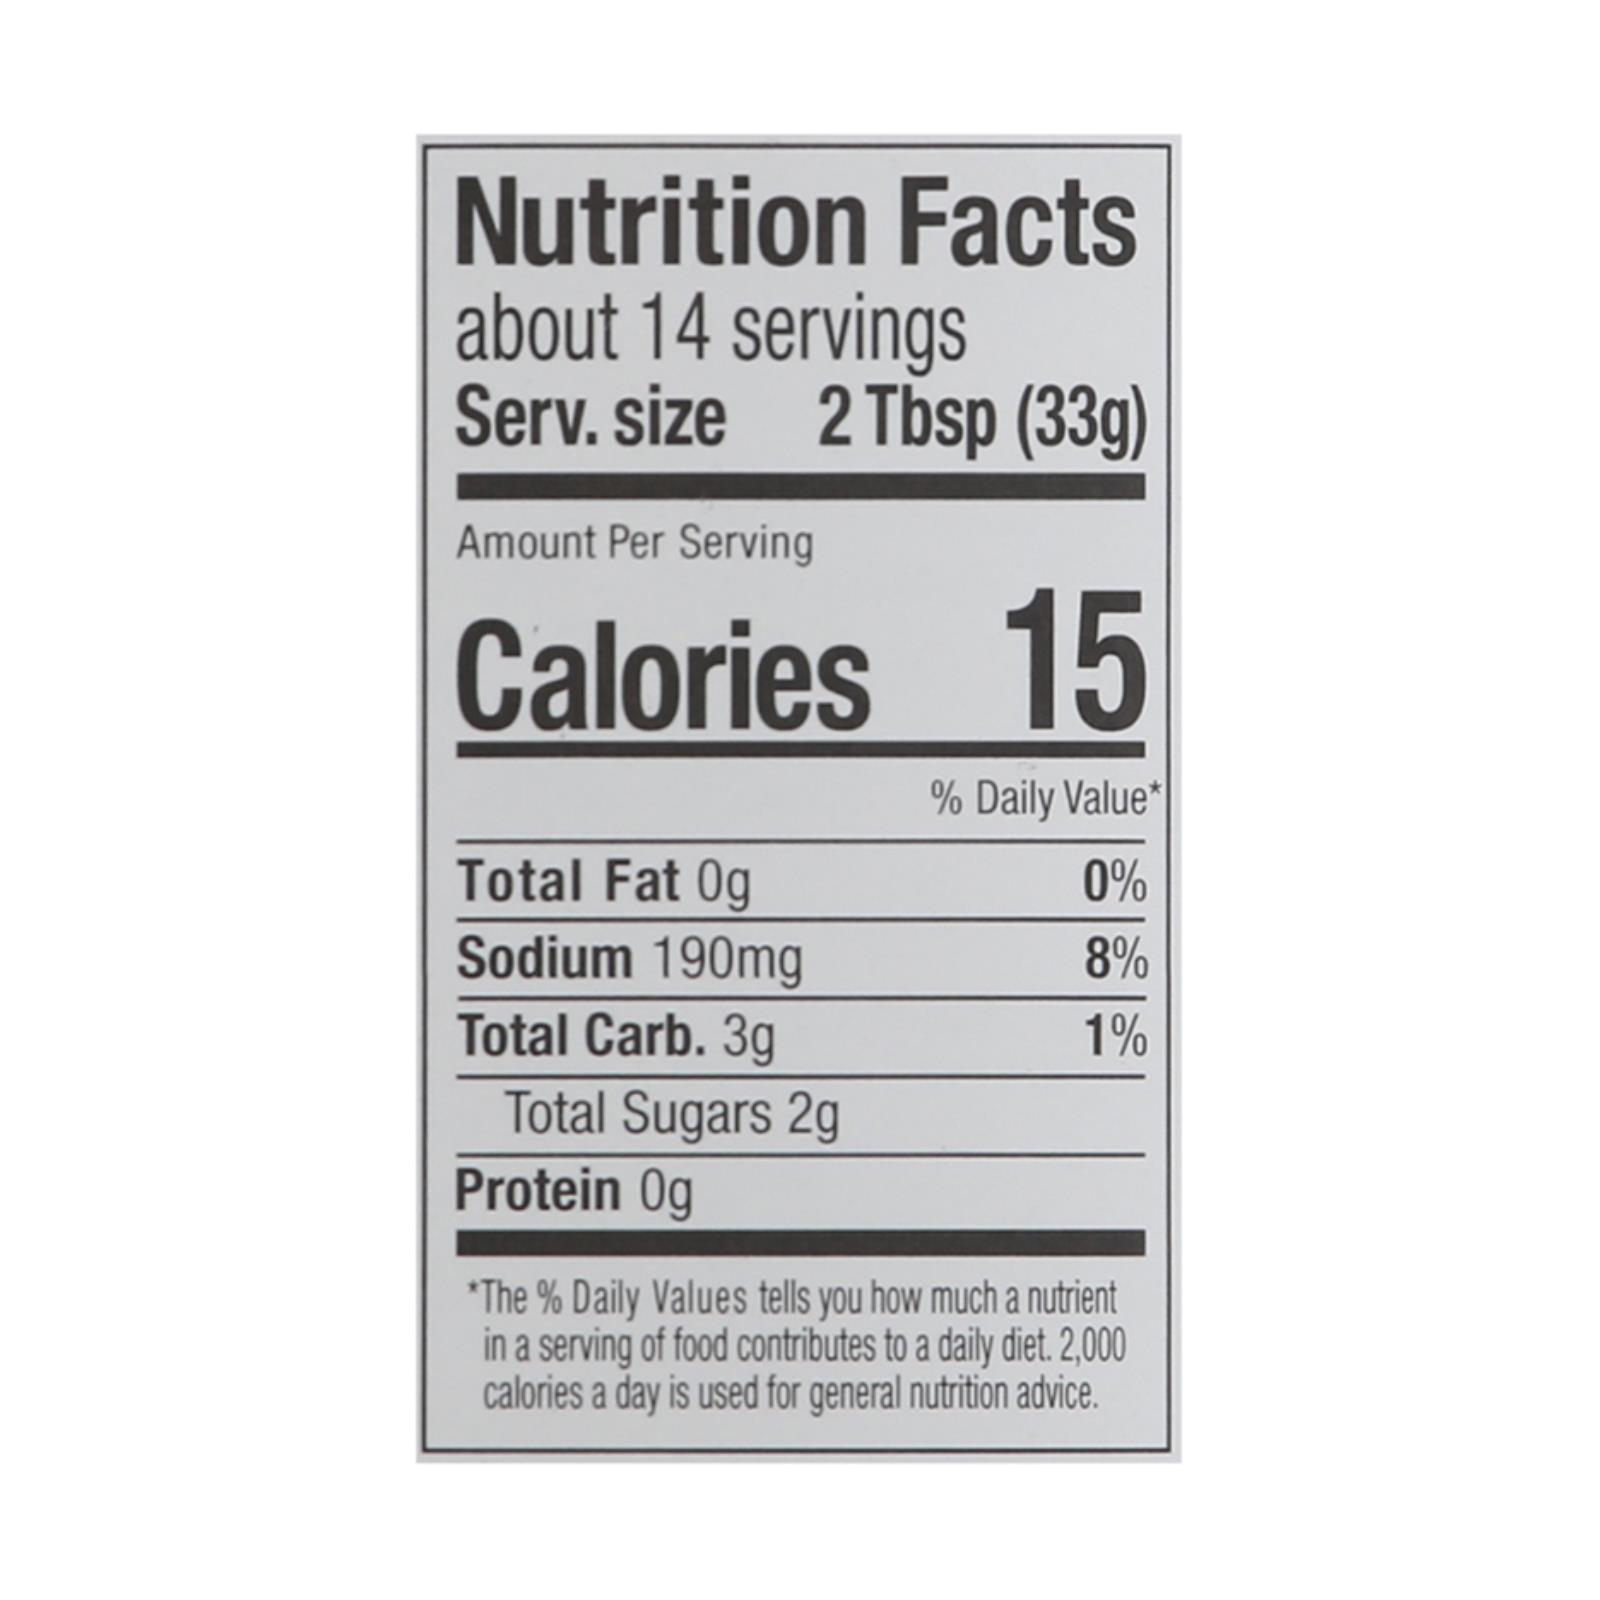 Nutrition Facts
about 14 servings
Serv. size 2 Tbsp (33g)
Amount Per Serving
Calories 15
% Daily Value*
Total Fat 0g 0%
Sodium 190mg 8%
Total Carb. 3g 1%
Total Sugars 2g
Protein 0g
*The % Daily Values tells you how much a nutrient
in a serving of food contributes to a daily diet. 2,000
calories a day is used for general nutrition advice.